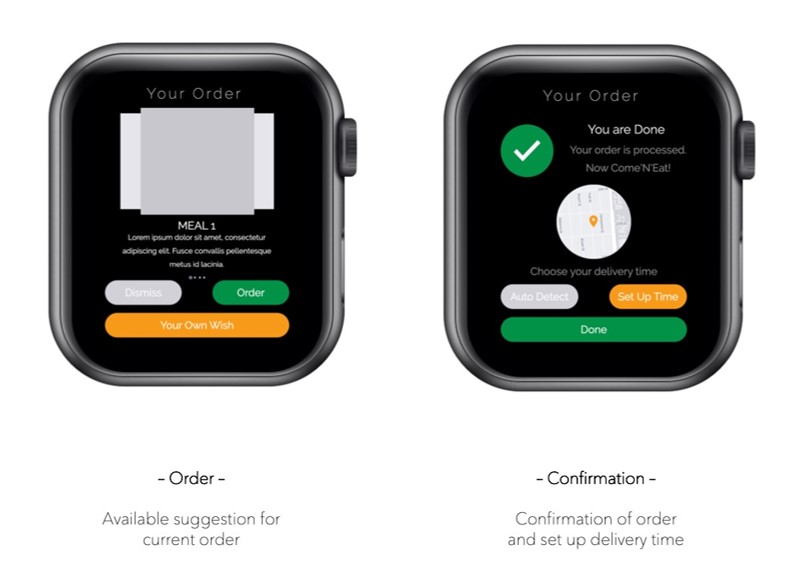 Your Order
MEAL 1
Lorem ipsum dolor sit amet, consectetur
adipiscing elit. Fusce convallis pellentesque
metus id lacinia.
Dismiss
Order
Your Own Wish
Your Order
You are Done
Your order is processed.
Now Come'N'Eat!
Choose your delivery time
Auto Detect
Set Up Time
Done
- Order -
Available suggestion for
current order
- Confirmation -
Confirmation of order
and set up delivery time